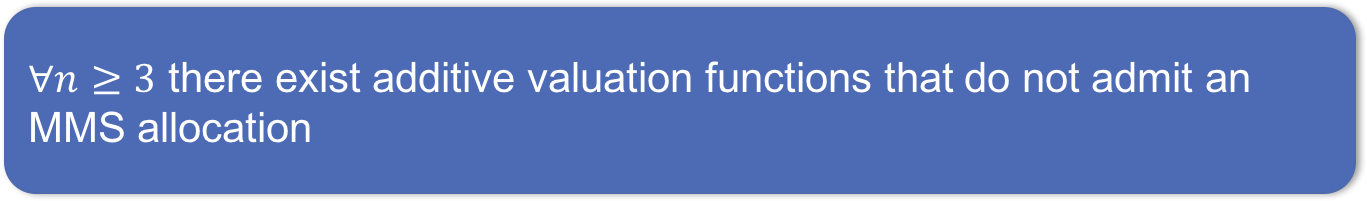 ∀𝑛 ≥ 3 there exist additive valuation functions that do not admit an
MMS allocation